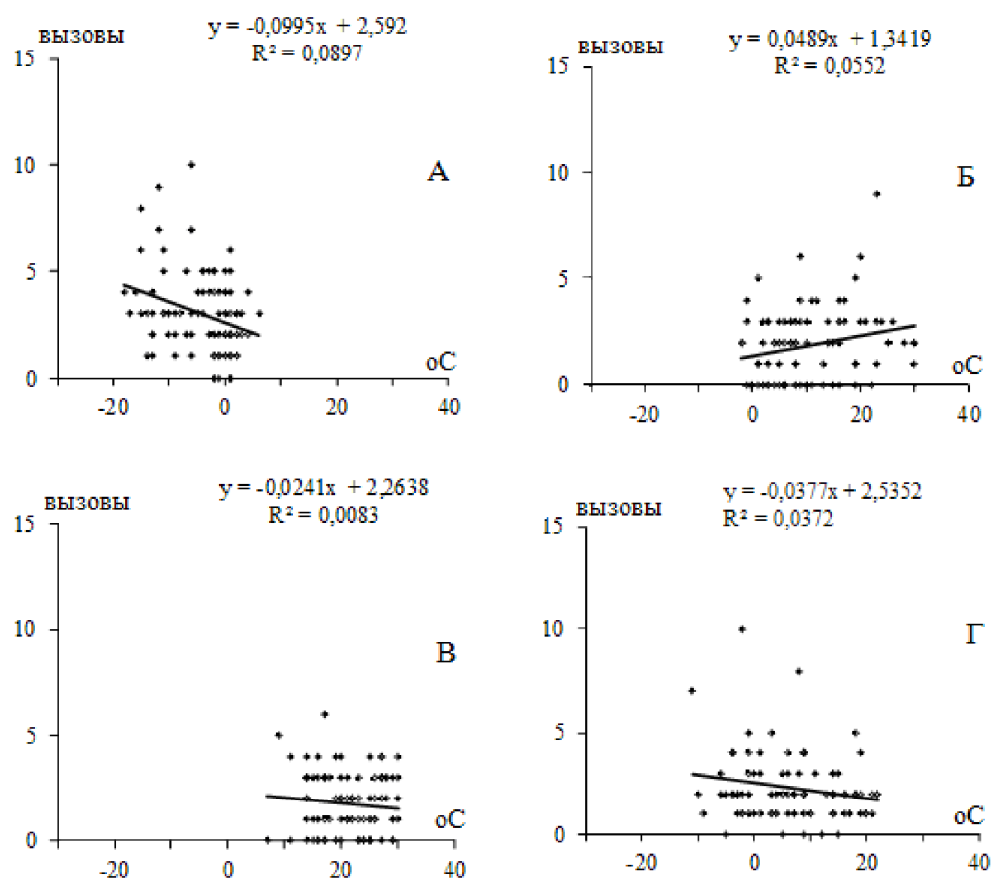 вызовы
y = -0,0995x + 2,592
R² = 0,0897
15
10
А
5
0
оС
-20 0 20 40
вызовы
y = 0,0489x + 1,3419
R² = 0,0552
15
10
Б
5
0
оС
-20 0 20 40
вызовы
y = -0,0241x + 2,2638
R² = 0,0083
15
10
В
5
0
оС
-20 0 20 40
вызовы
y = -0,0377x + 2,5352
R² = 0,0372
15
10
Г
5
0
оС
-20 0 20 40